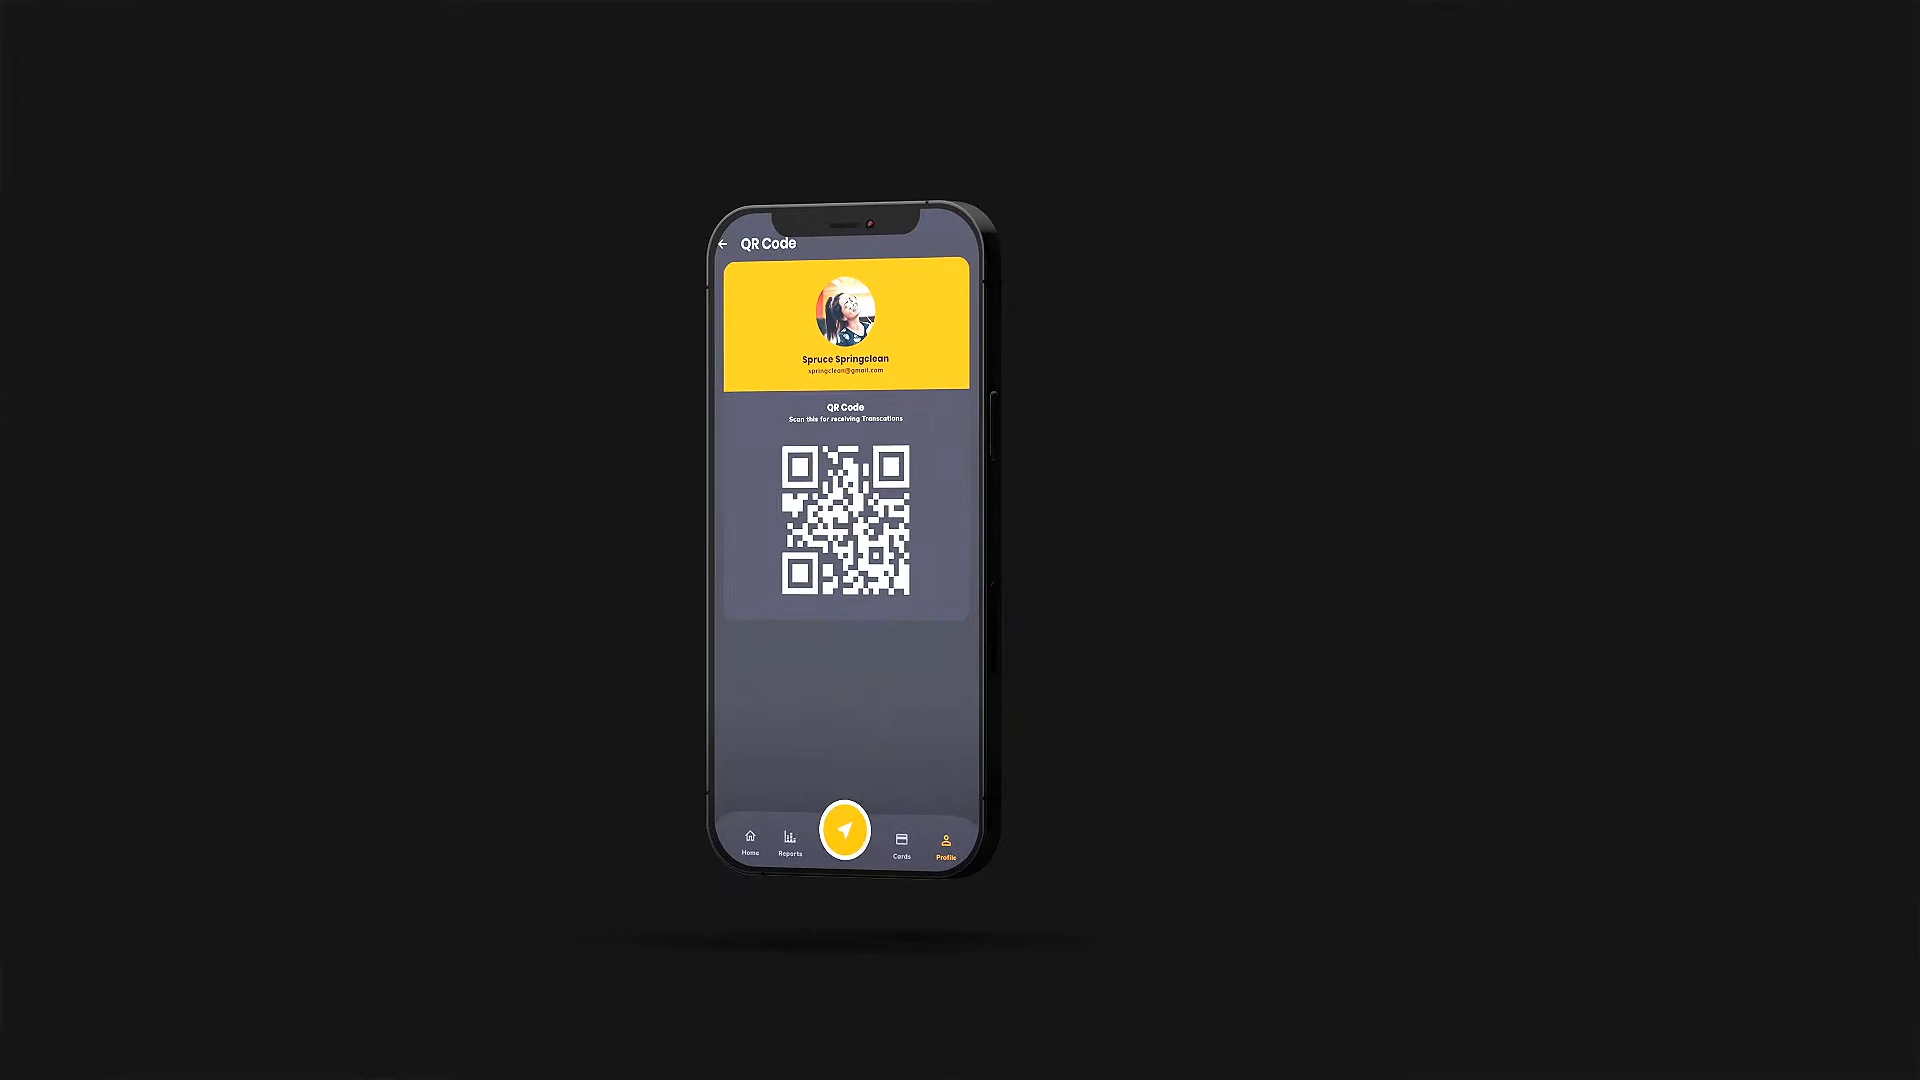 QR Code
Spruce Springclean
springclean@gmail.com
QR Code
Scan this for receiving Transcations
Home
Reports
Cards
Profile